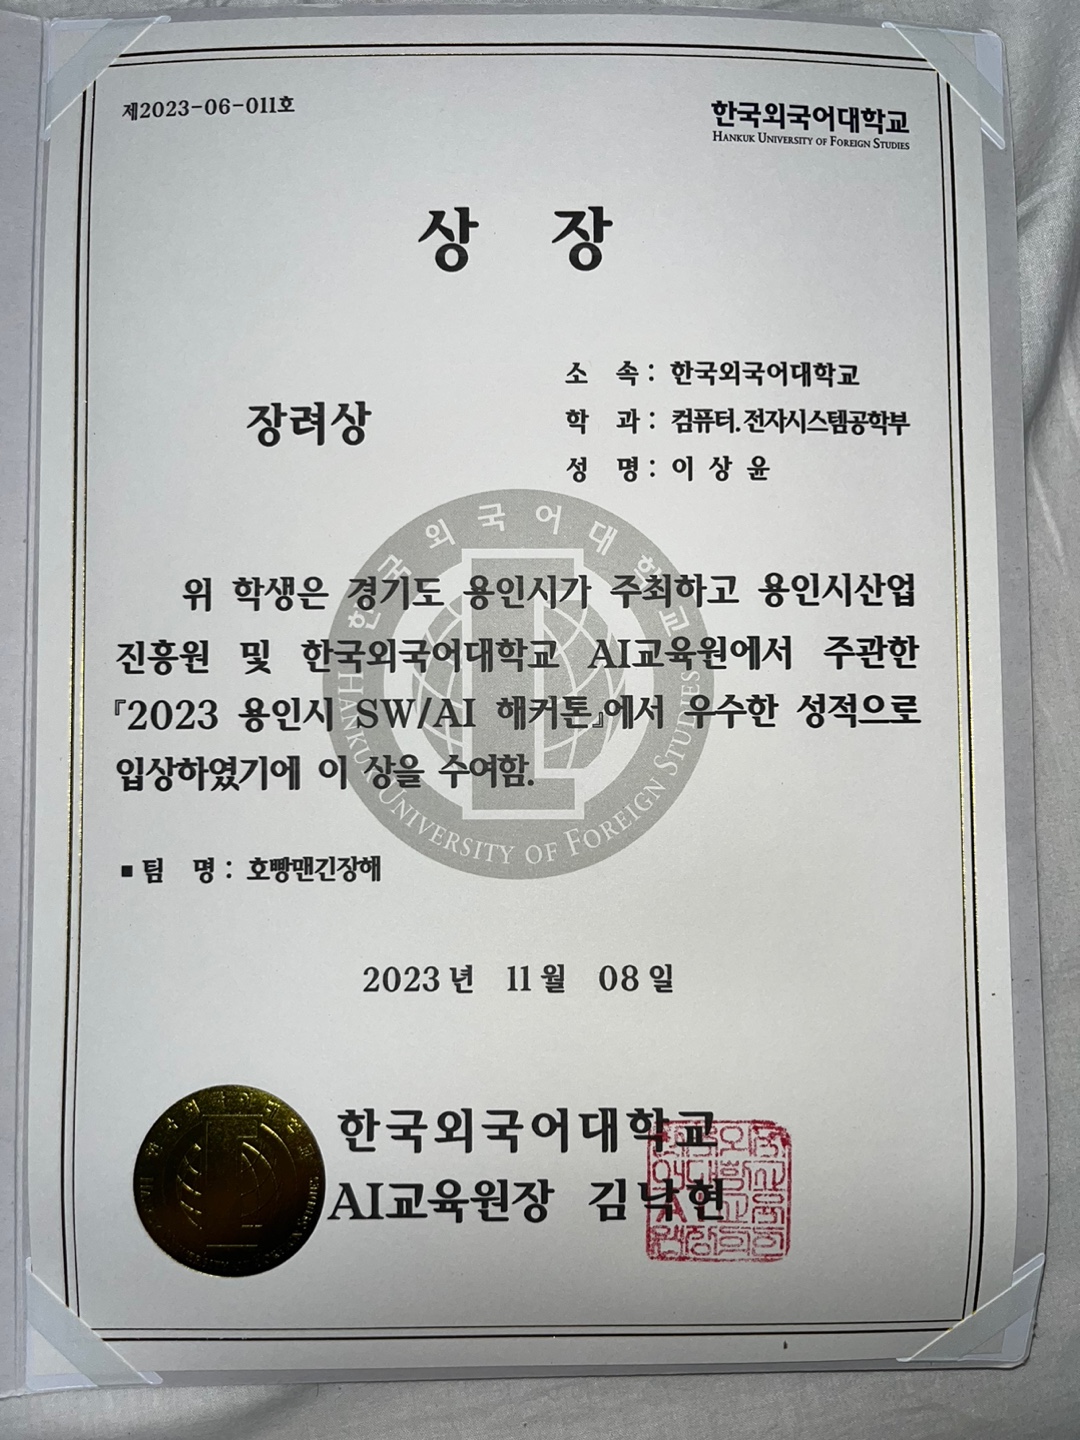 제2023-06-011호
한국외국어대학교
HANKUK UNIVERSITY OF FOREIGN STUDIES
상 장
장려상
소 속 : 한국외국어대학교
학 과 : 컴퓨터.전자시스템공학부
성 명 : 이 상 윤
한국외국어대학교
HANKUK UNIVERSITY OF FOREIGN STUDIES
위 학생은 경기도 용인시가 주최하고 용인시산업
진흥원 및 한국외국어대학교 AI교육원에서 주관한
『2023 용인시 SW/AI 해커톤』에서 우수한 성적으로
입상하였기에 이 상을 수여함.
▪ 팀 명 : 호빵맨긴장해
2023년 11월 08일
한국외국어대학교
AI교육원장 김낙현